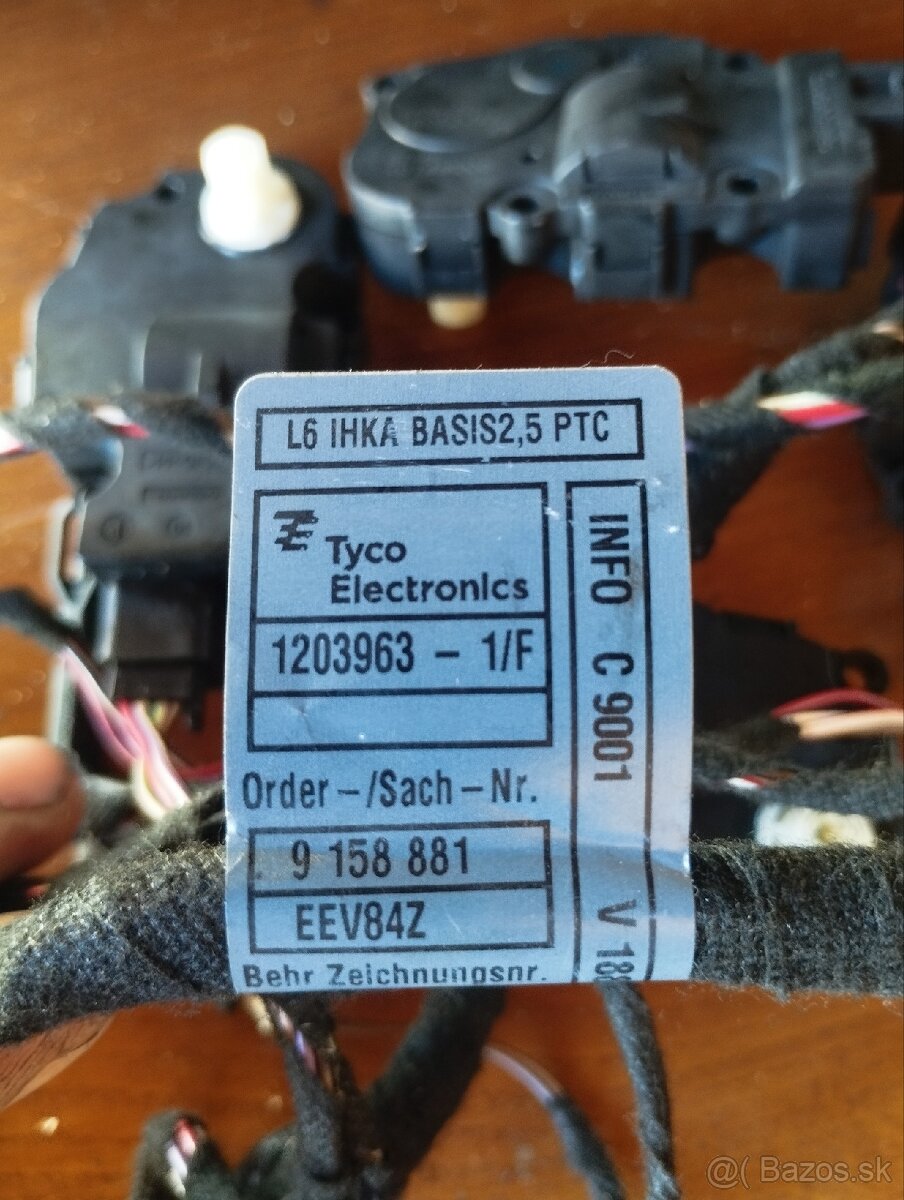 L6 IHKA BASIS2,5 PTC
Tyco
Electronics
1203963 - 1/F
Order -/Sach - Nr.
9 158 881
EEV84Z
Behr Zeichnungsnr.
INFO C 9001 V
@( Bazos.sk